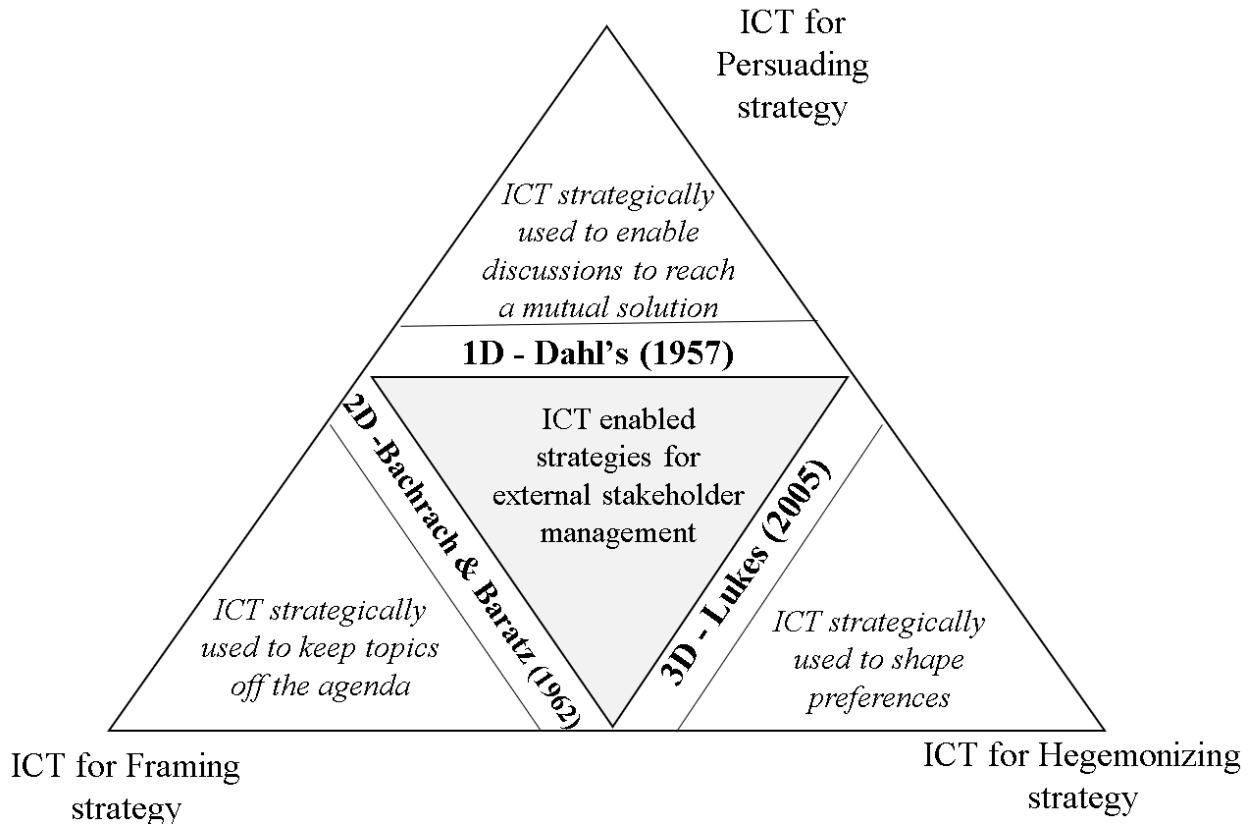 ICT for
Persuading
strategy
ICT strategically
used to enable
discussions to reach
a mutual solution
1D - Dahl's (1957)
2D -Bachrach & Baratz (1962)
ICT enabled
strategies for
external stakeholder
management
3D - Lukes (2005)
ICT strategically
used to keep topics
off the agenda
ICT strategically
used to shape
preferences
ICT for Framing
strategy
ICT for Hegemonizing
strategy